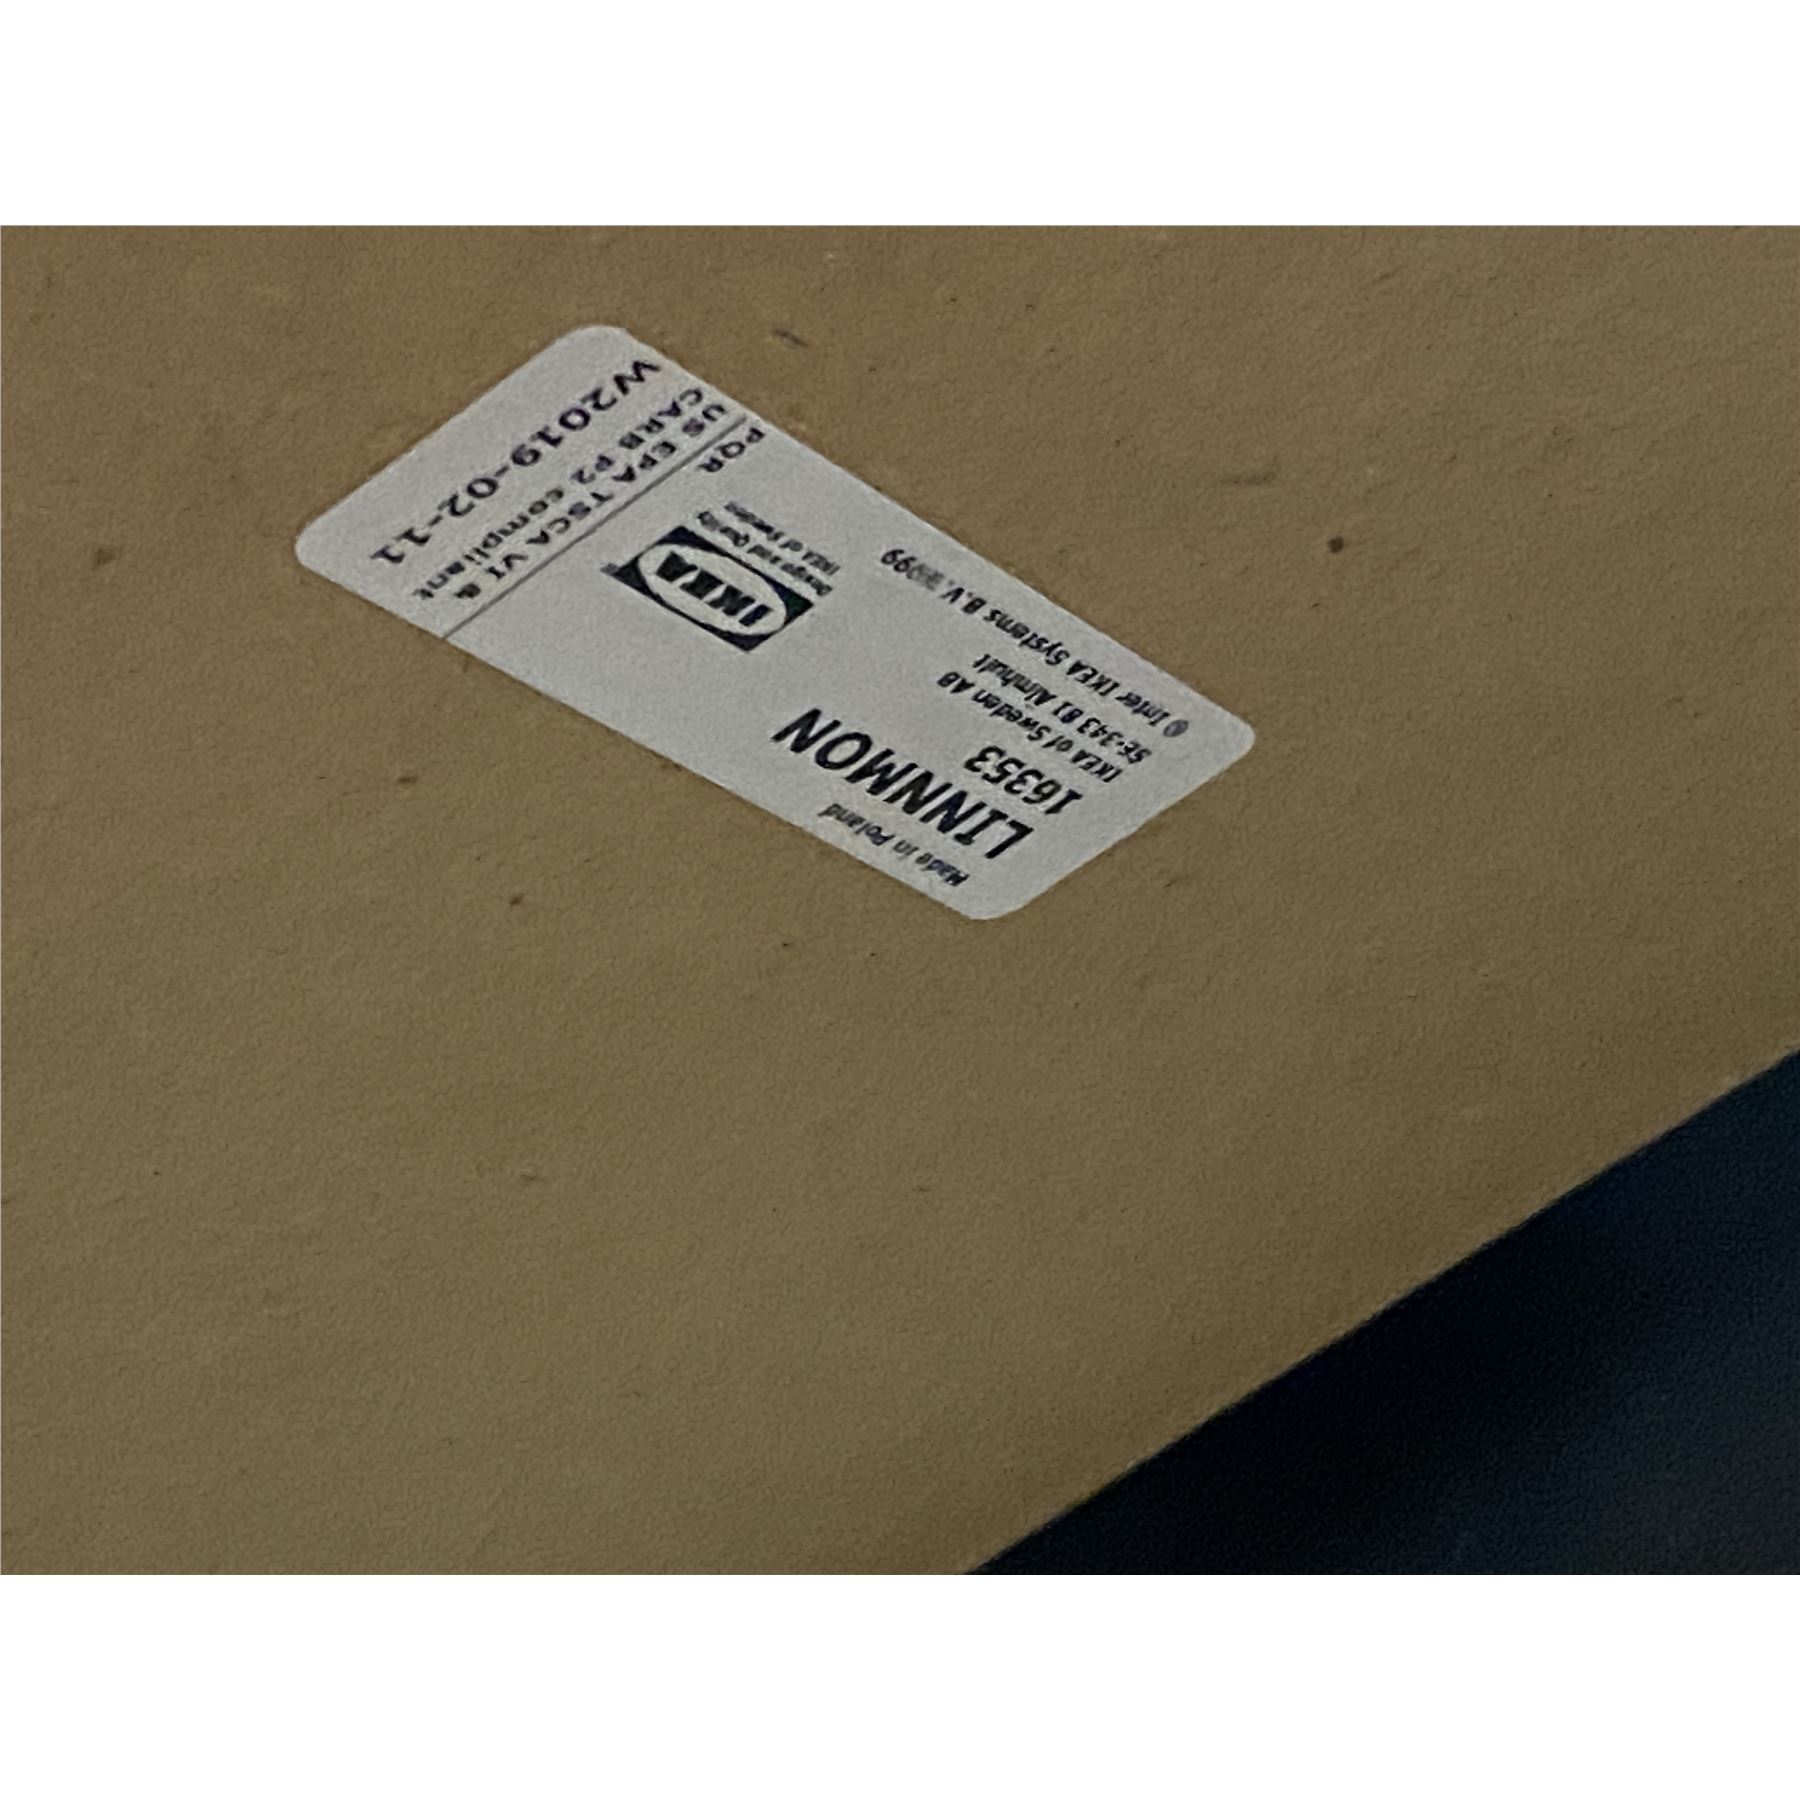 Made in Poland
LINNMON
16353
IKEA of Sweden AB
SE-343 81 Älmhult
© Inter IKEA Systems B.V. 1999
IKEA
Design and Quality
IKEA of Sweden
PQR
US EPA TSCA VI &
CARB P2 compliant
W2019-02-11